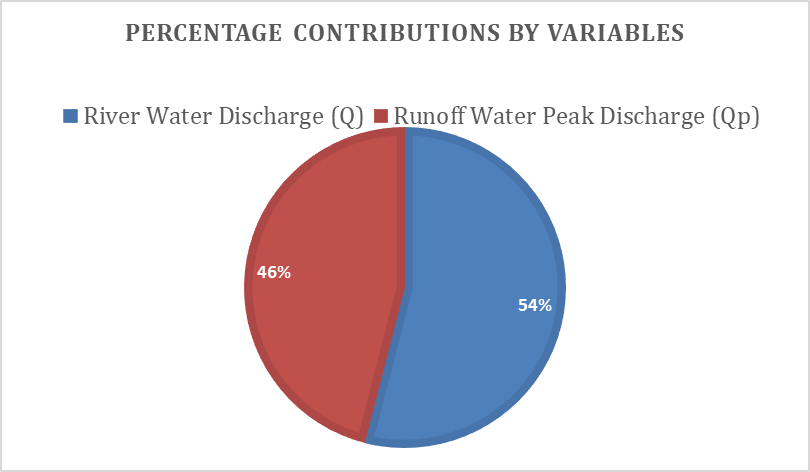 PERCENTAGE CONTRIBUTIONS BY VARIABLES
River Water Discharge (Q) Runoff Water Peak Discharge (Qp)
46%
54%